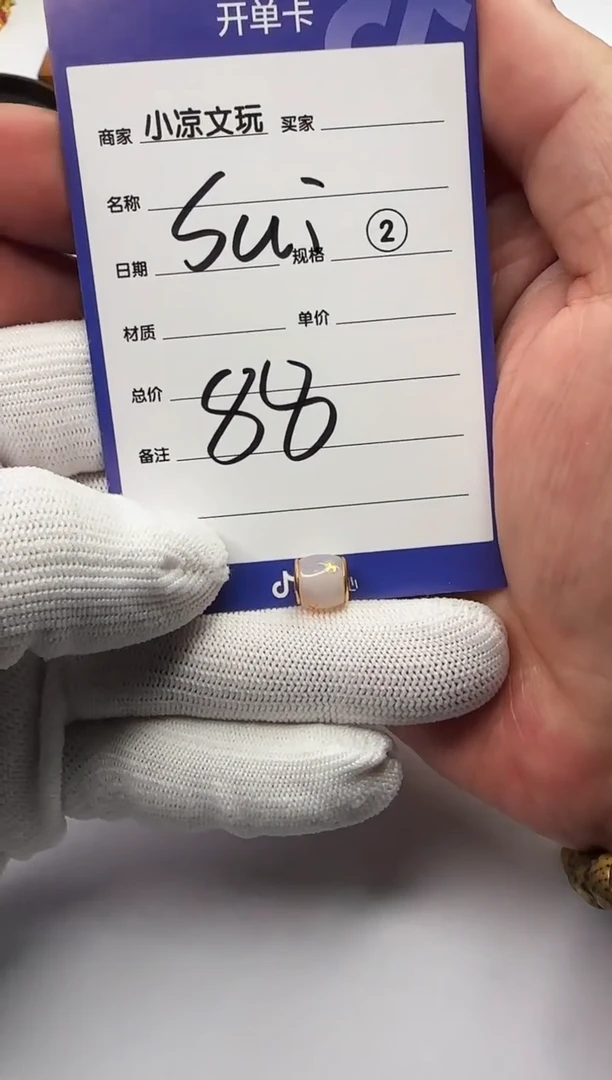 开单卡
商家 小凉文玩 买家
名称 Sui ②
日期 规格
材质 单价
总价 88
备注